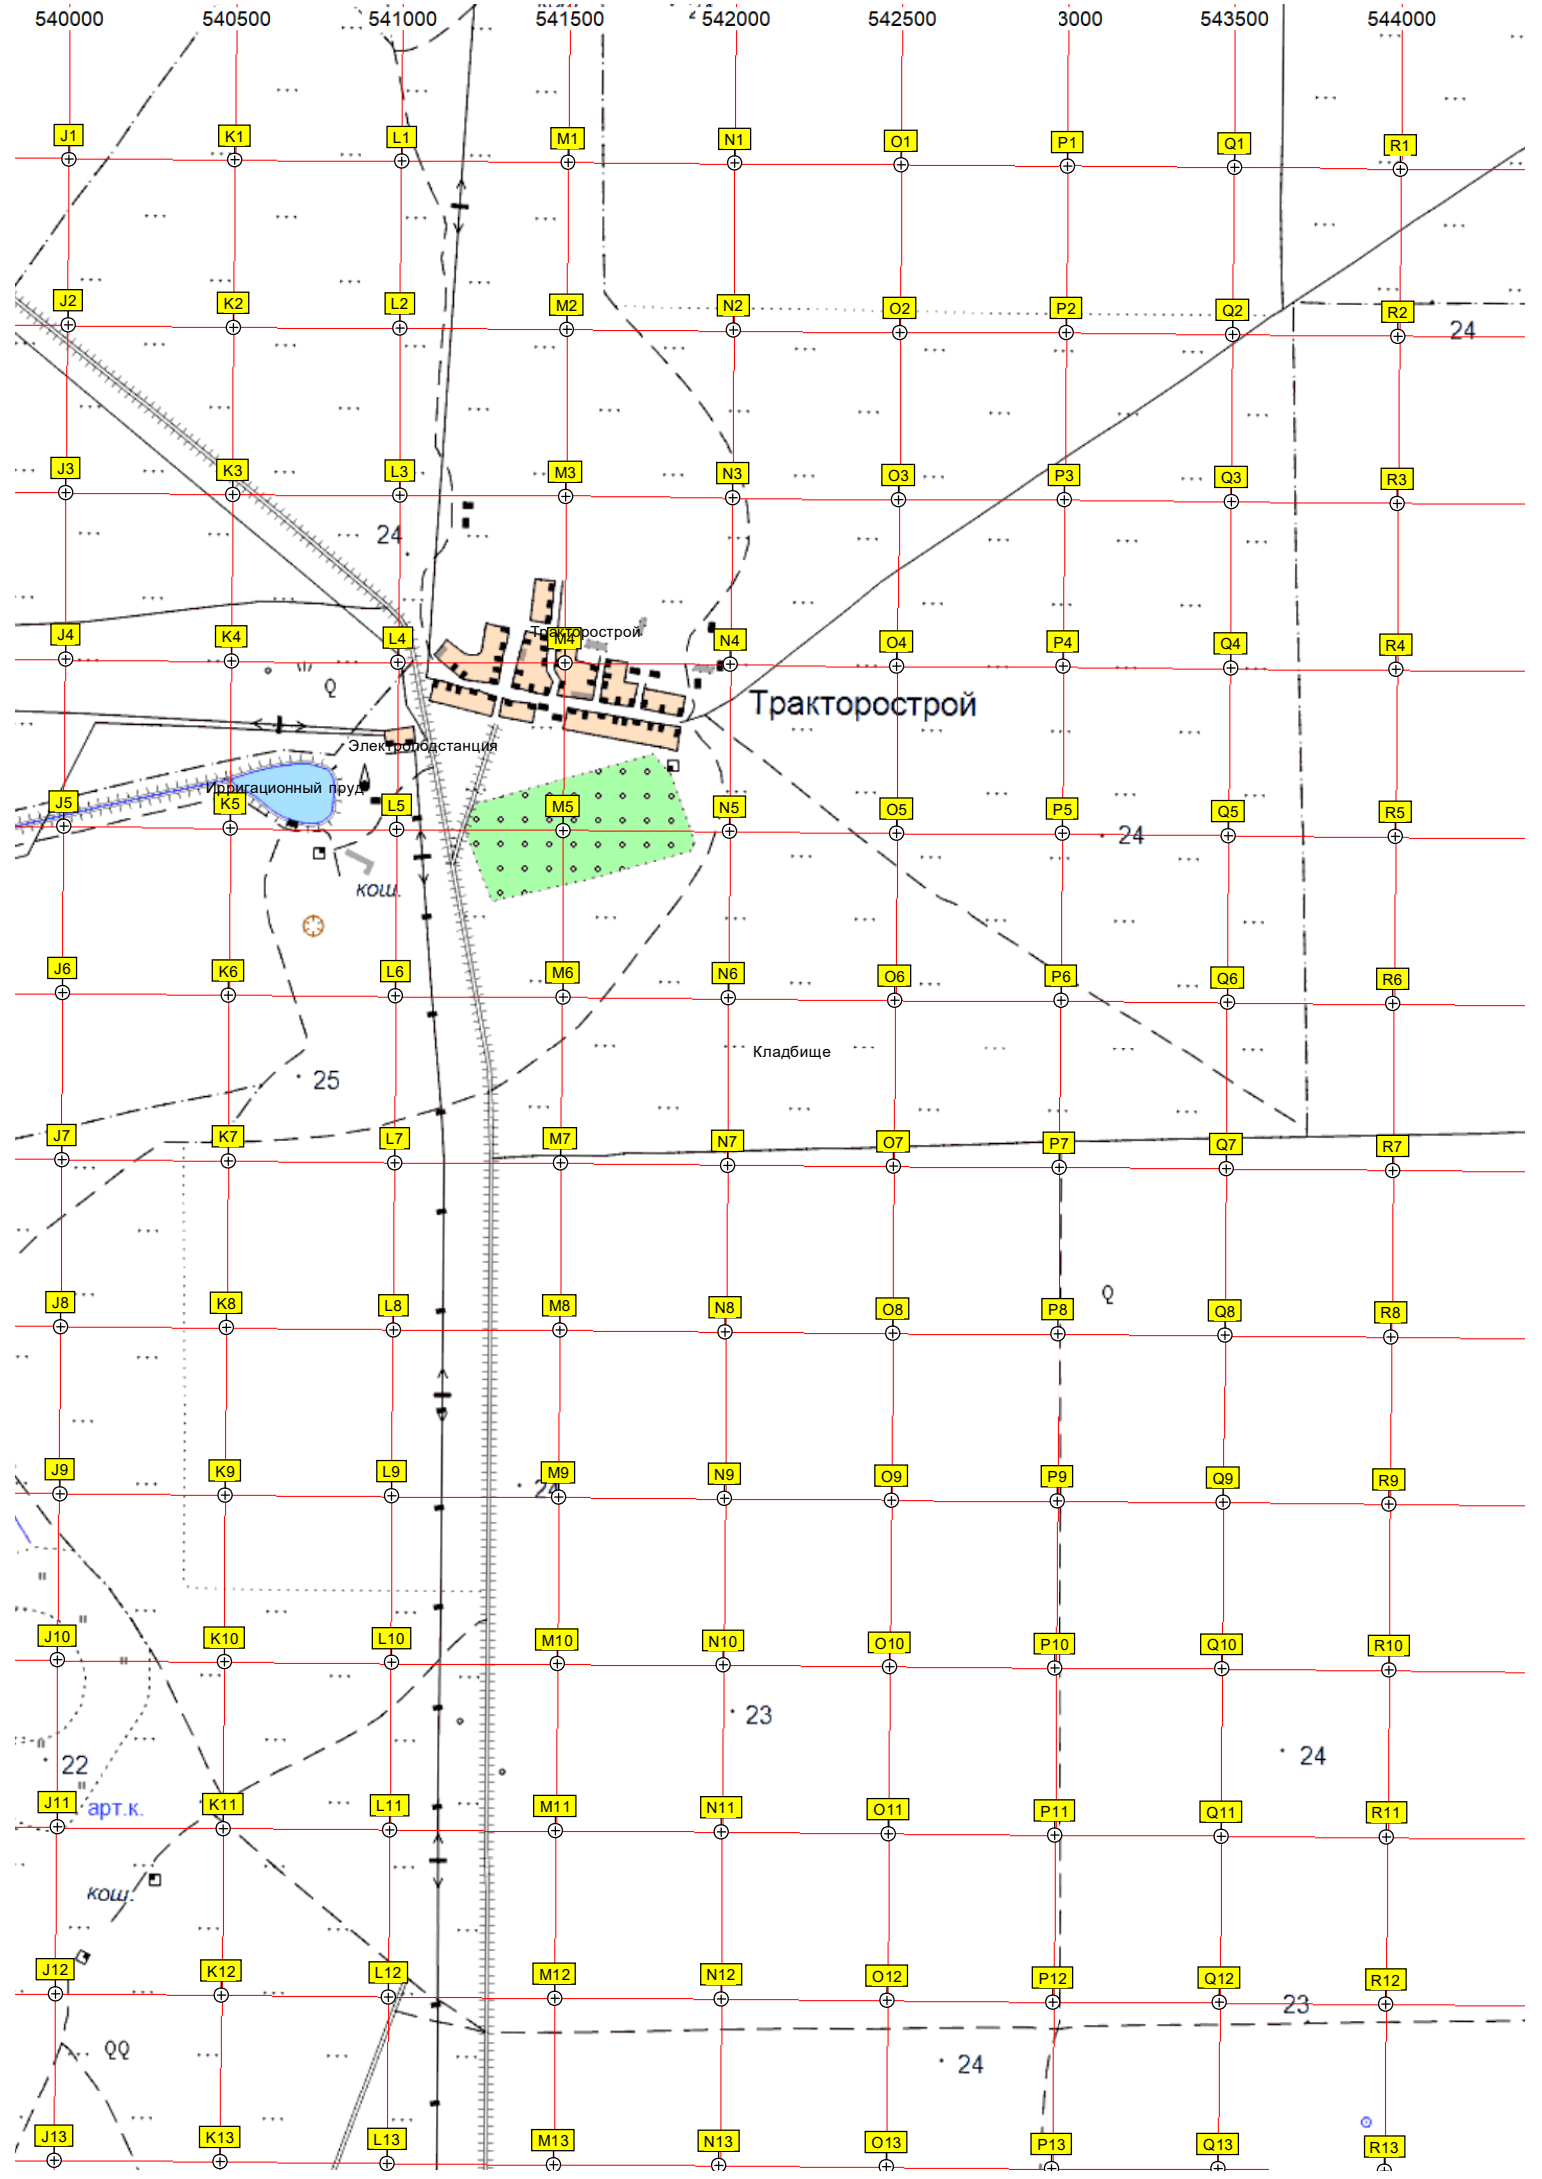 540000 540500 541000 541500 542000 542500 3000 543500 544000
J1 K1 L1 M1 N1 O1 P1 Q1 R1
J2 K2 L2 M2 N2 O2 P2 Q2 R2
24
J3 K3 L3 M3 N3 O3 P3 Q3 R3
24
Тракторострой
J4 K4 L4 M4 N4 O4 P4 Q4 R4
Тракторострой
Электроподстанция
Ирригационный пруд
J5 K5 L5 M5 N5 O5 P5 Q5 R5
24
кош.
J6 K6 L6 M6 N6 O6 P6 Q6 R6
Кладбище
25
J7 K7 L7 M7 N7 O7 P7 Q7 R7
J8 K8 L8 M8 N8 O8 P8 Q8 R8
J9 K9 L9 M9 N9 O9 P9 Q9 R9
24
J10 K10 L10 M10 N10 O10 P10 Q10 R10
23
24
22
арт.к.
J11 K11 L11 M11 N11 O11 P11 Q11 R11
кош.
J12 K12 L12 M12 N12 O12 P12 Q12 R12
23
24
J13 K13 L13 M13 N13 O13 P13 Q13 R13